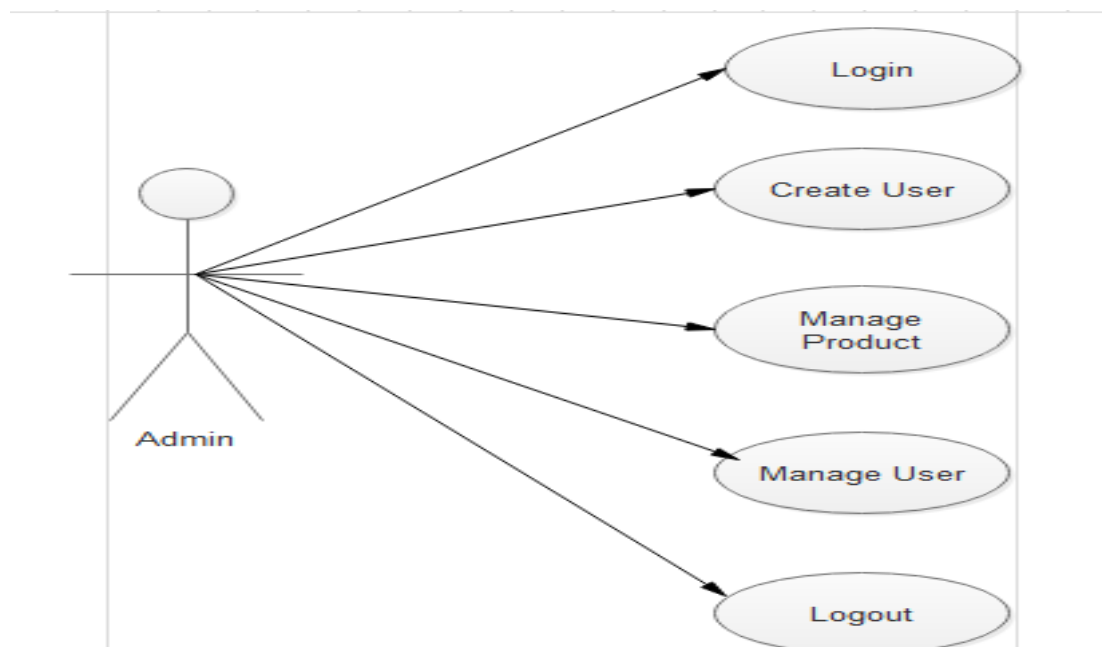 Login
Create User
Manage
Product
Admin
Manage User
Logout